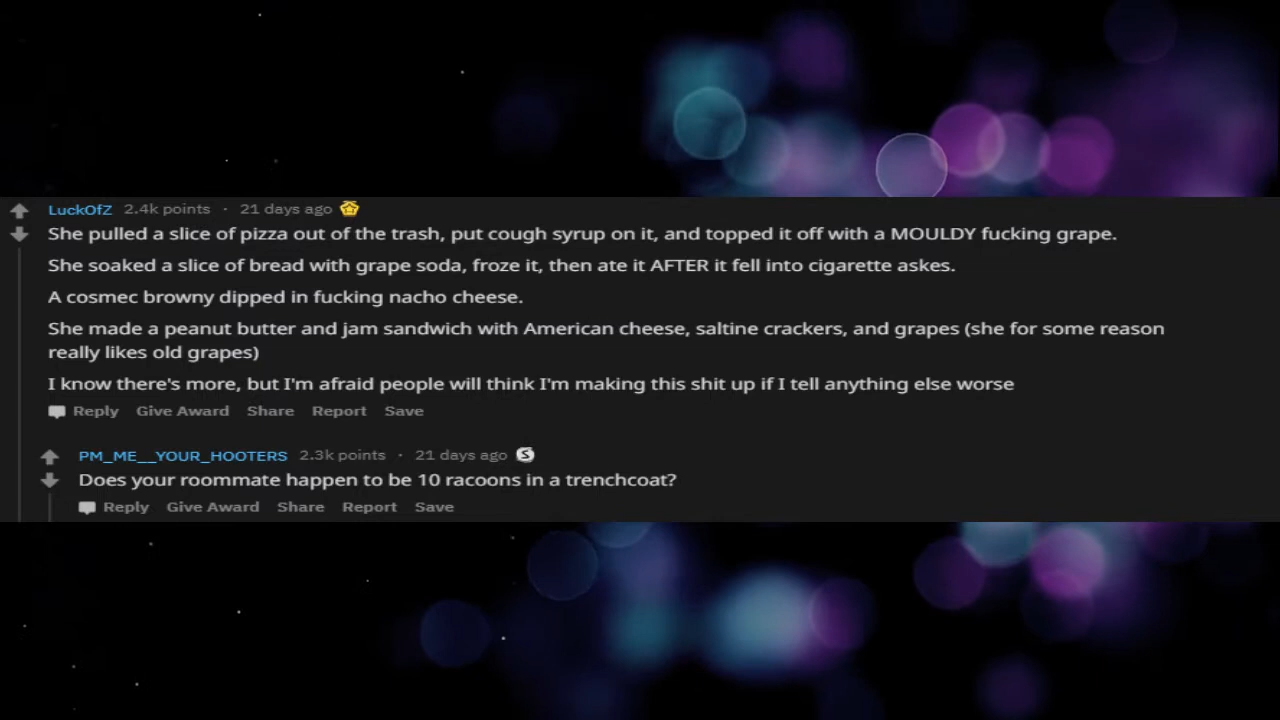 LuckOfZ 2.4k points · 21 days ago
She pulled a slice of pizza out of the trash, put cough syrup on it, and topped it off with a MOULDY fucking grape.
She soaked a slice of bread with grape soda, froze it, then ate it AFTER it fell into cigarette askes.
A cosmec browny dipped in fucking nacho cheese.
She made a peanut butter and jam sandwich with American cheese, saltine crackers, and grapes (she for some reason
really likes old grapes)
I know there's more, but I'm afraid people will think I'm making this shit up if I tell anything else worse
Reply Give Award Share Report Save
PM_ME__YOUR_HOOTERS 2.3k points · 21 days ago S
Does your roommate happen to be 10 racoons in a trenchcoat?
Reply Give Award Share Report Save